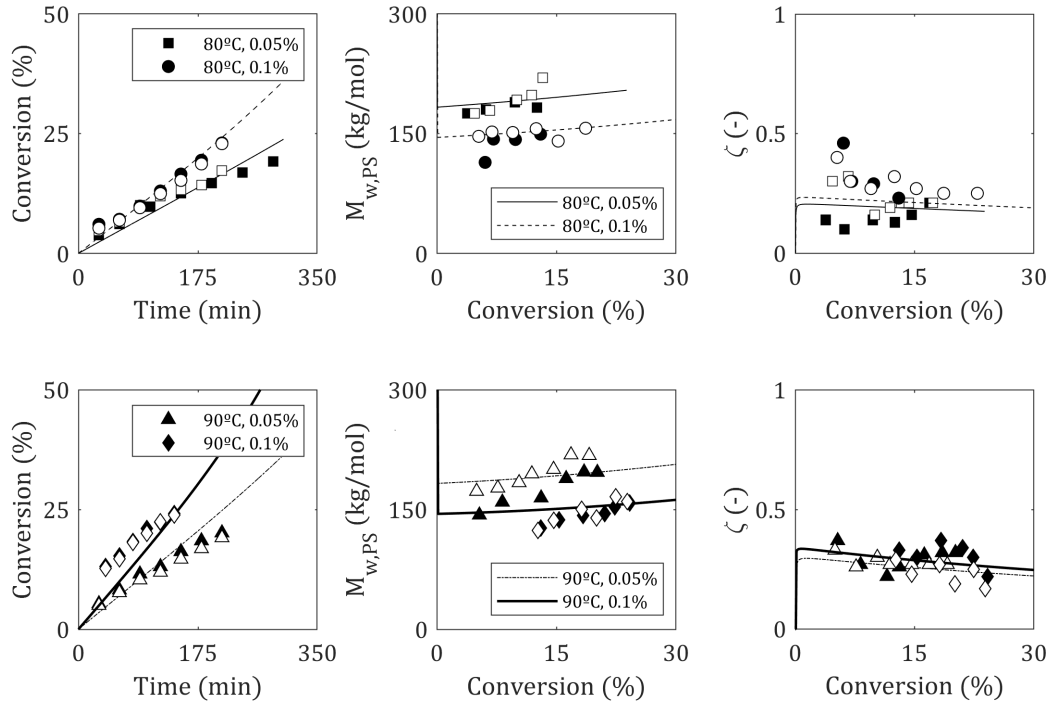 50
25
0
0
175
350
Conversion (%)
Time (min)
80ºC, 0.05%
80ºC, 0.1%
300
150
0
0
15
30
Mw,PS (kg/mol)
Conversion (%)
80ºC, 0.05%
80ºC, 0.1%
1
0.5
0
0
15
30
ζ (-)
Conversion (%)
50
25
0
0
175
350
Conversion (%)
Time (min)
90ºC, 0.05%
90ºC, 0.1%
300
150
0
0
15
30
Mw,PS (kg/mol)
Conversion (%)
90ºC, 0.05%
90ºC, 0.1%
1
0.5
0
0
15
30
ζ (-)
Conversion (%)